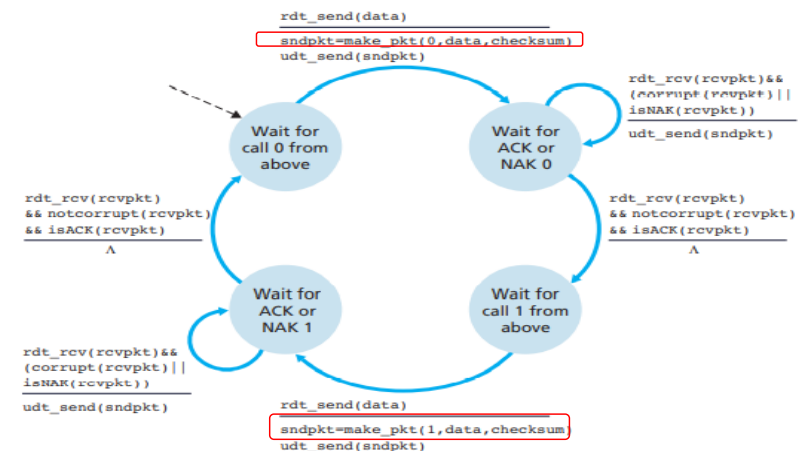 rdt_send(data)
sndpkt=make_pkt(0,data,checksum)
udt_send(sndpkt)
rdt_rcv(rcvpkt)&&
(corrupt(rcvpkt)||
isNAK(rcvpkt))
udt_send(sndpkt)
Wait for
call 0 from
above
Wait for
ACK or
NAK 0
rdt_rcv(rcvpkt)
&& notcorrupt(rcvpkt)
&& isACK(rcvpkt)
Λ
rdt_rcv(rcvpkt)
&& notcorrupt(rcvpkt)
&& isACK(rcvpkt)
Λ
Wait for
ACK or
NAK 1
Wait for
call 1 from
above
rdt_rcv(rcvpkt)&&
(corrupt(rcvpkt)||
isNAK(rcvpkt))
udt_send(sndpkt)
rdt_send(data)
sndpkt=make_pkt(1,data,checksum)
udt_send(sndpkt)